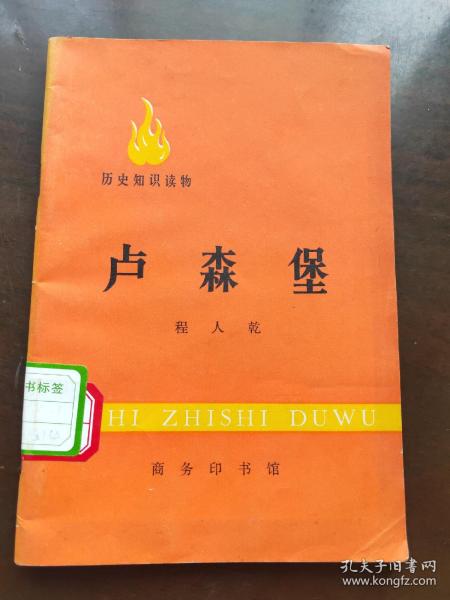 历史知识读物
卢森堡
程人乾
书标签
HI ZHISHI DUWU
商务印书馆
孔夫子旧书网
www.kongfz.com